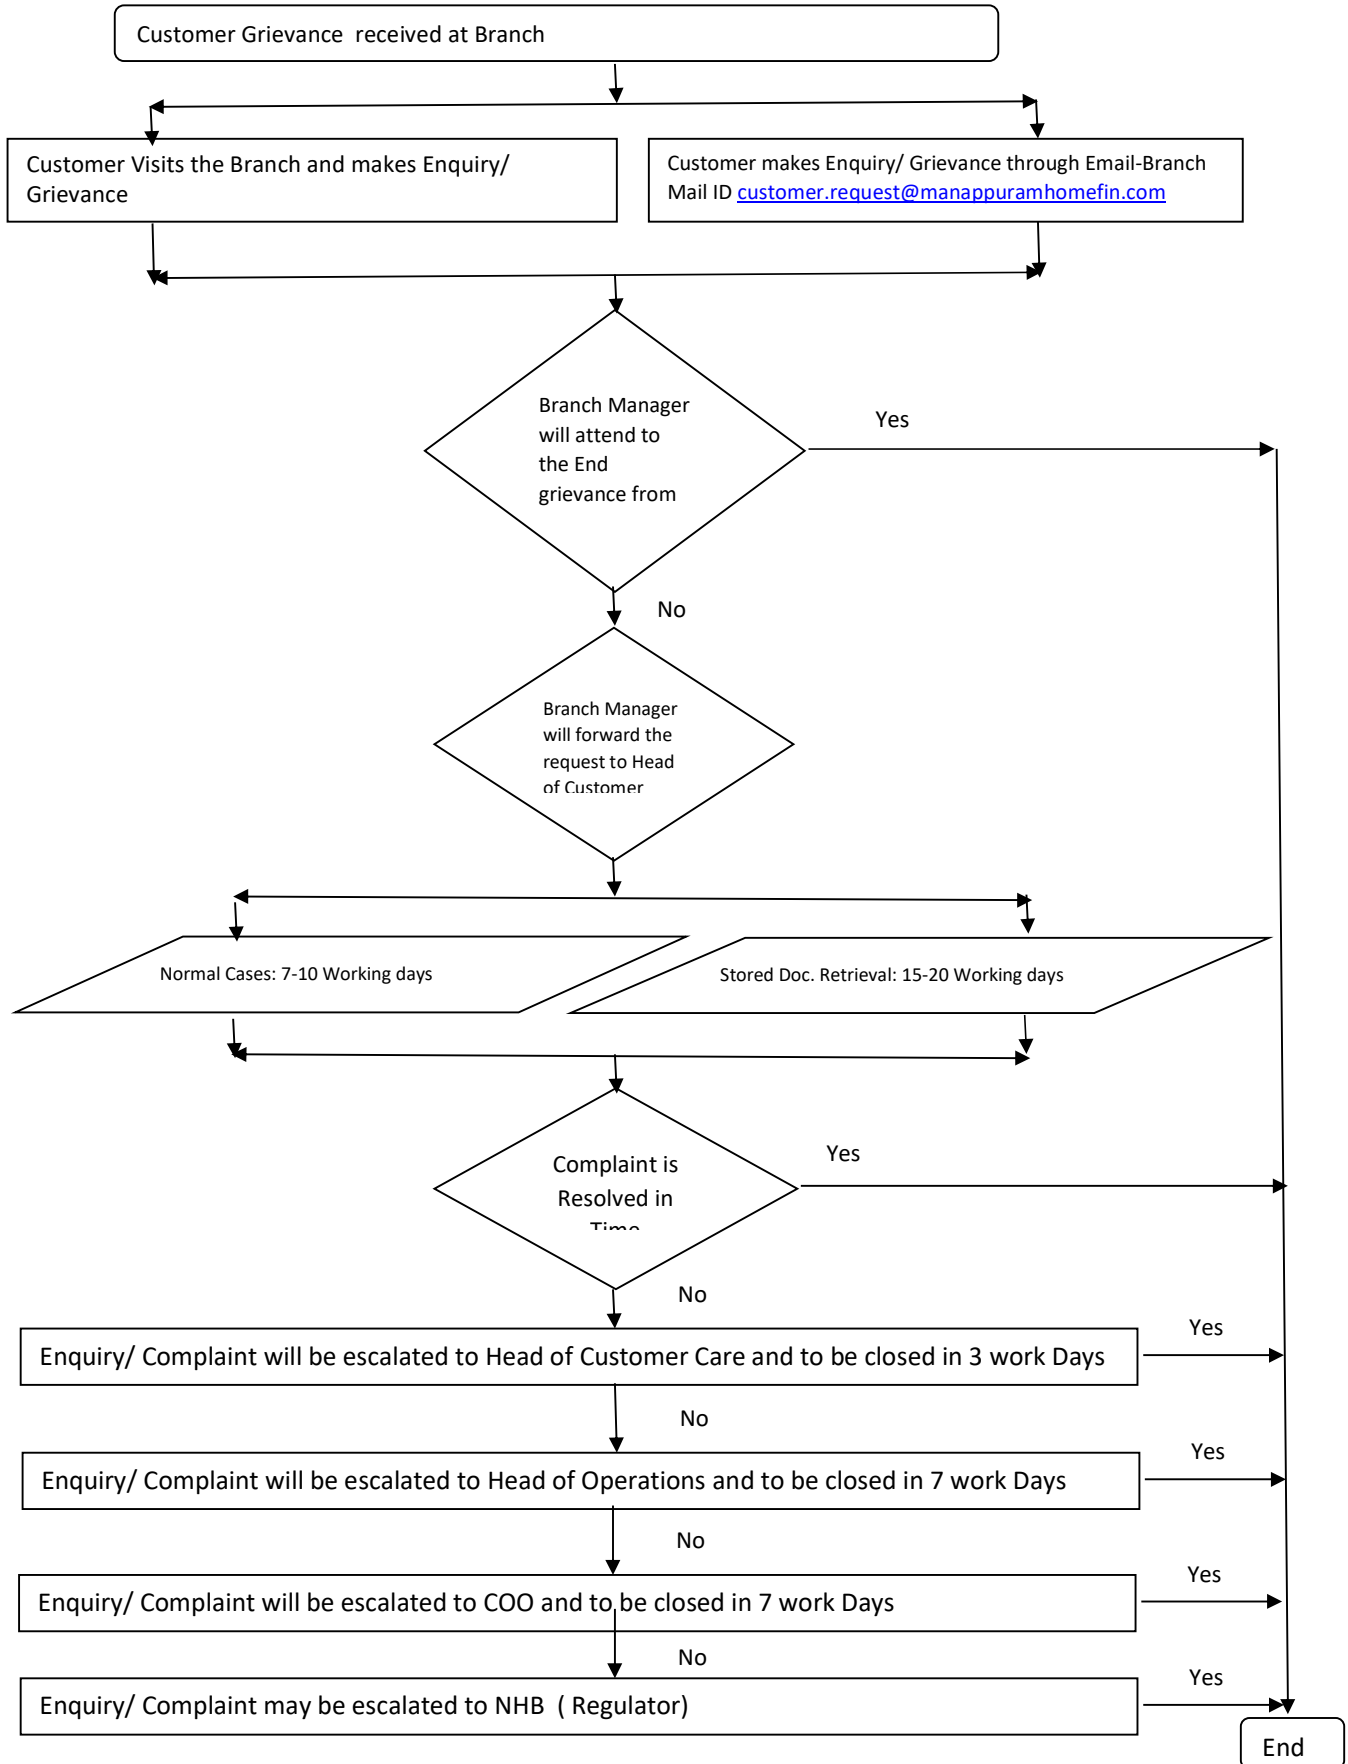 Customer Grievance  received at Branch
Customer Visits the Branch and makes Enquiry/
Grievance
Customer makes Enquiry/ Grievance through Email-Branch
Mail ID customer.request@manappuramhomefin.com
Branch Manager
will attend to
the End
grievance from
Yes
No
Branch Manager
will forward the
request to Head
of Customer
Normal Cases: 7-10 Working days
Stored Doc. Retrieval: 15-20 Working days
Complaint is
Resolved in
Time
Yes
No
Enquiry/ Complaint will be escalated to Head of Customer Care and to be closed in 3 work Days
Yes
No
Enquiry/ Complaint will be escalated to Head of Operations and to be closed in 7 work Days
Yes
No
Enquiry/ Complaint will be escalated to COO and to be closed in 7 work Days
Yes
No
Enquiry/ Complaint may be escalated to NHB  ( Regulator)
Yes
End